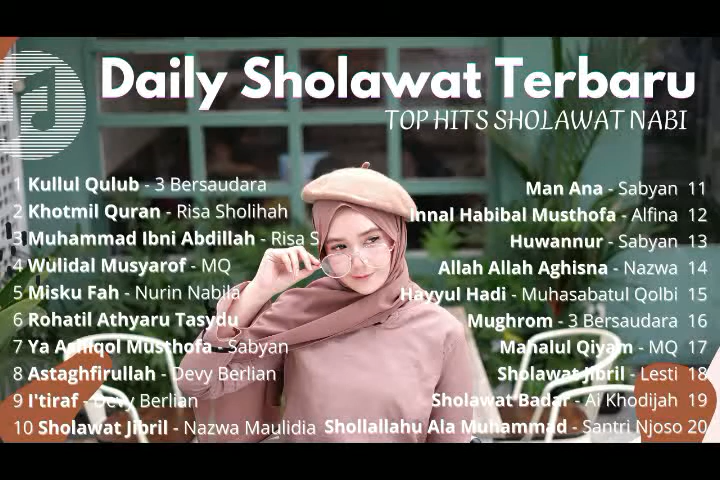 Daily Sholawat Terbaru
TOP HITS SHOLAWAT NABI
1 Kullul Qulub - 3 Bersaudara
2 Khotmil Quran - Risa Sholihah
3 Muhammad Ibni Abdillah - Risa S
4 Wulidal Musyarof - MQ
5 Misku Fah - Nurin Nabila
6 Rohatil Athyaru Tasydu
7 Ya Ashiqol Musthofa - Sabyan
8 Astaghfirullah - Devy Berlian
9 I'tiraf - Devy Berlian
10 Sholawat Jibril - Nazwa Maulidia
Man Ana - Sabyan 11
Innal Habibal Musthofa - Alfina 12
Huwannur - Sabyan 13
Allah Allah Aghisna - Nazwa 14
Hayyul Hadi - Muhasabatul Qolbi 15
Mughrom - 3 Bersaudara 16
Mahalul Qiyam - MQ 17
Sholawat Jibril - Lesti 18
Sholawat Badar - Ai Khodijah 19
Shollallahu Ala Muhammad - Santri Njoso 20